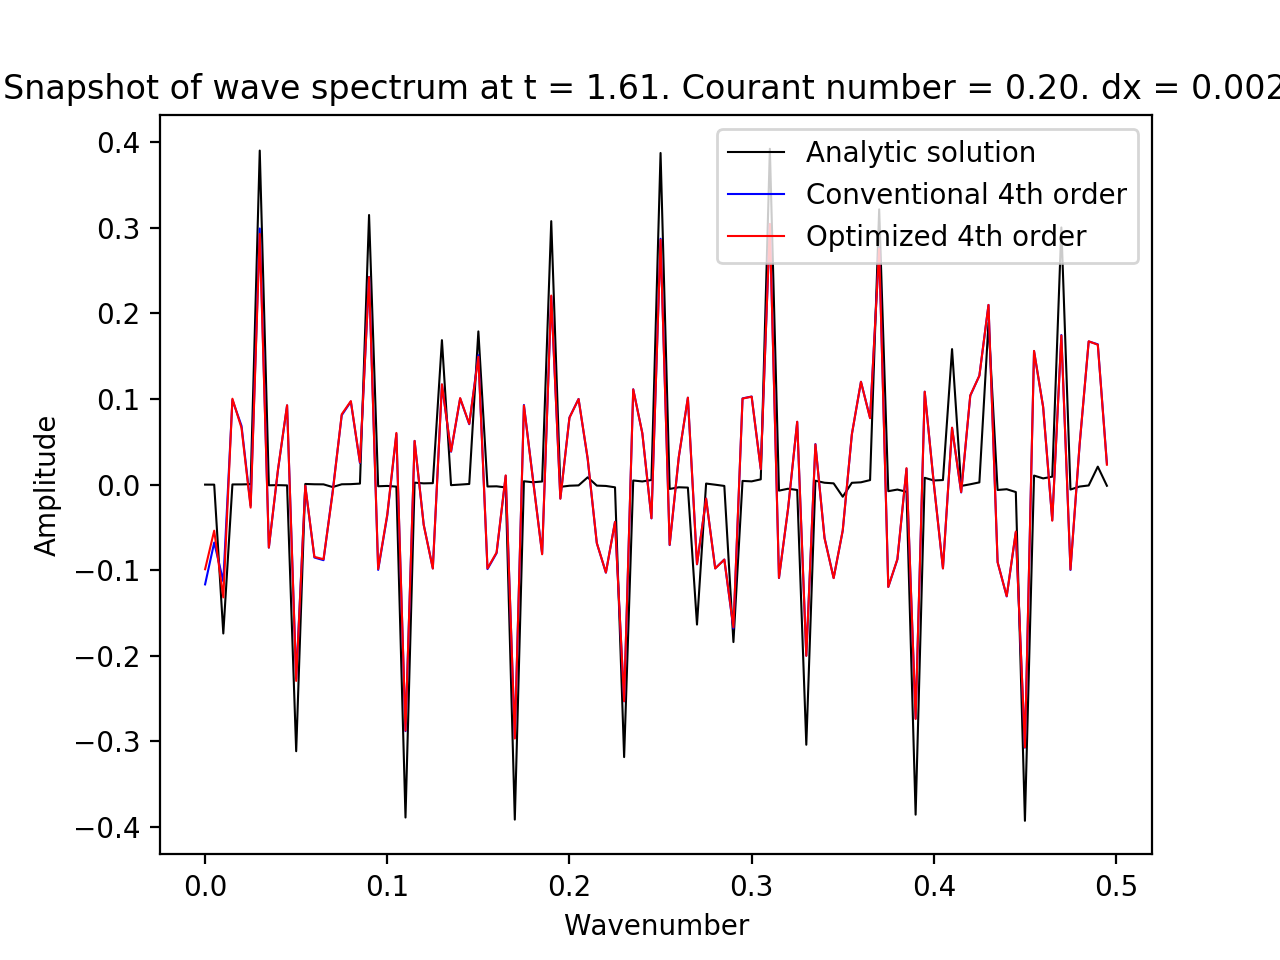 Snapshot of wave spectrum at t = 1.61. Courant number = 0.20. dx = 0.002
Analytic solution
Conventional 4th order
Optimized 4th order
Amplitude
0.4
0.3
0.2
0.1
0.0
−0.1
−0.2
−0.3
−0.4
0.0 0.1 0.2 0.3 0.4 0.5
Wavenumber